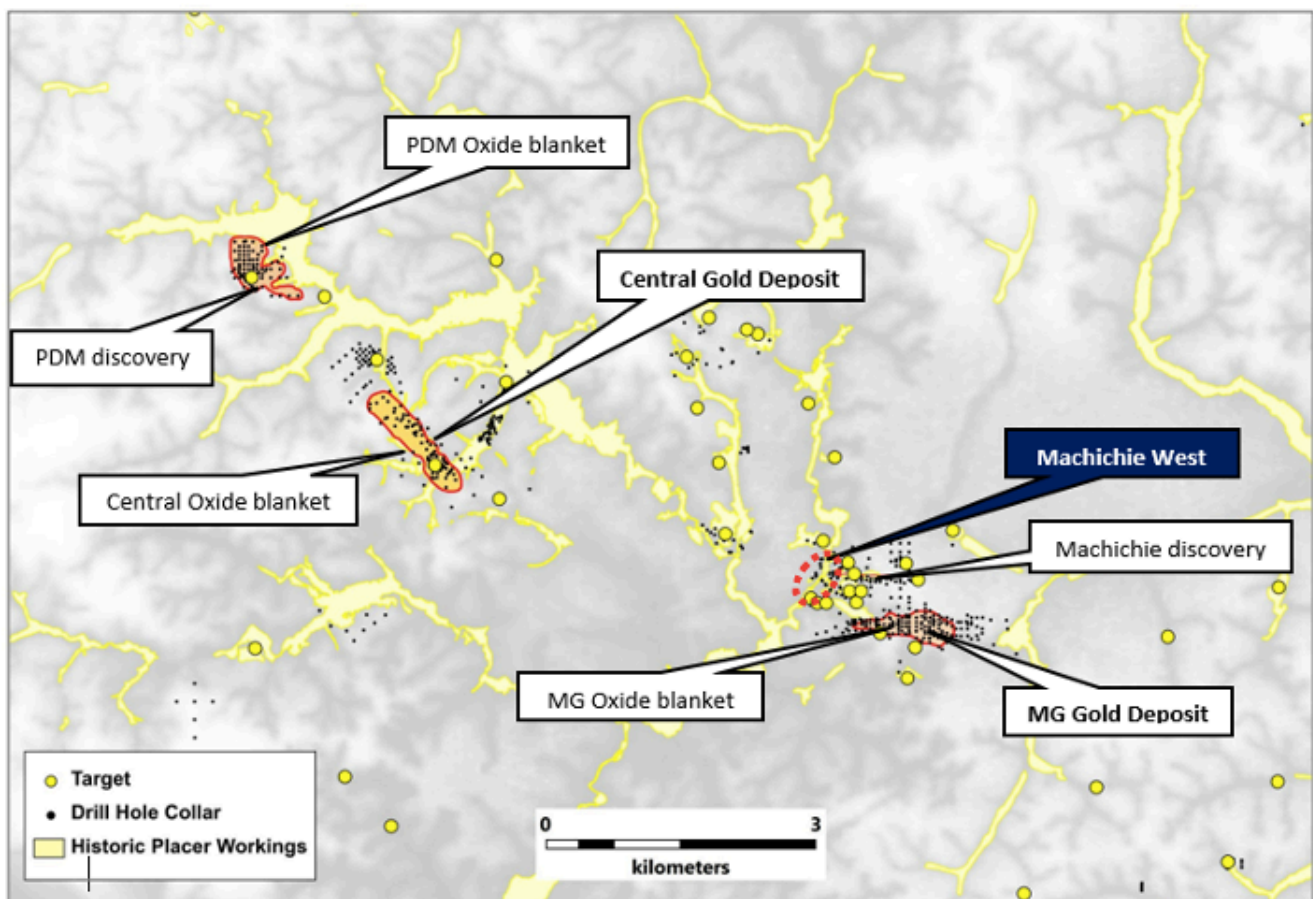 PDM Oxide blanket
Central Gold Deposit
PDM discovery
Machichie West
Central Oxide blanket
Machichie discovery
MG Oxide blanket
MG Gold Deposit
Target
Drill Hole Collar
Historic Placer Workings
0 3
kilometers